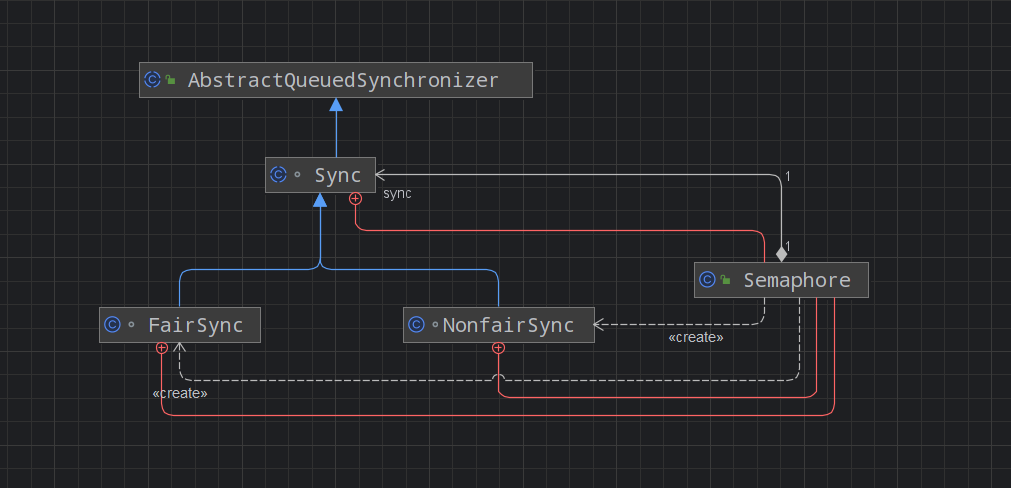 AbstractQueuedSynchronizer
Sync
1
sync
1
Semaphore
FairSync
NonfairSync
«create»
«create»